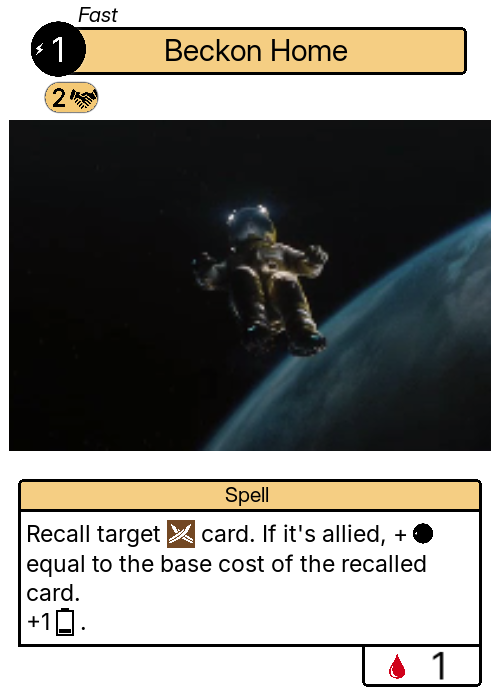 Fast
1
Beckon Home
2
Spell
Recall target card. If it's allied, +
equal to the base cost of the recalled
card.
+1 .
1